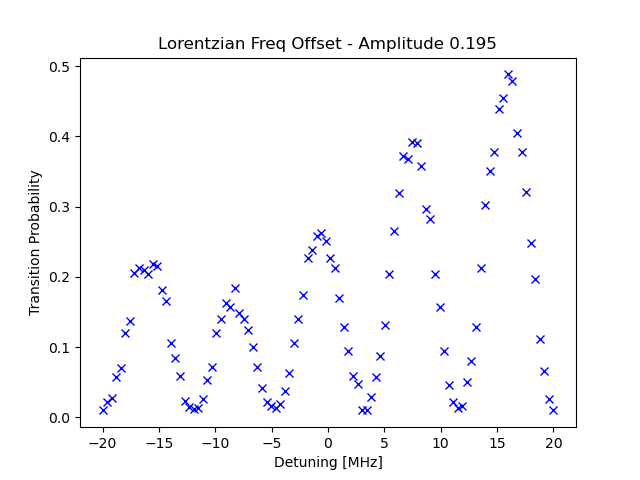 Lorentzian Freq Offset - Amplitude 0.195
Transition Probability
0.5
0.4
0.3
0.2
0.1
0.0
−20 −15 −10 −5 0 5 10 15 20
Detuning [MHz]